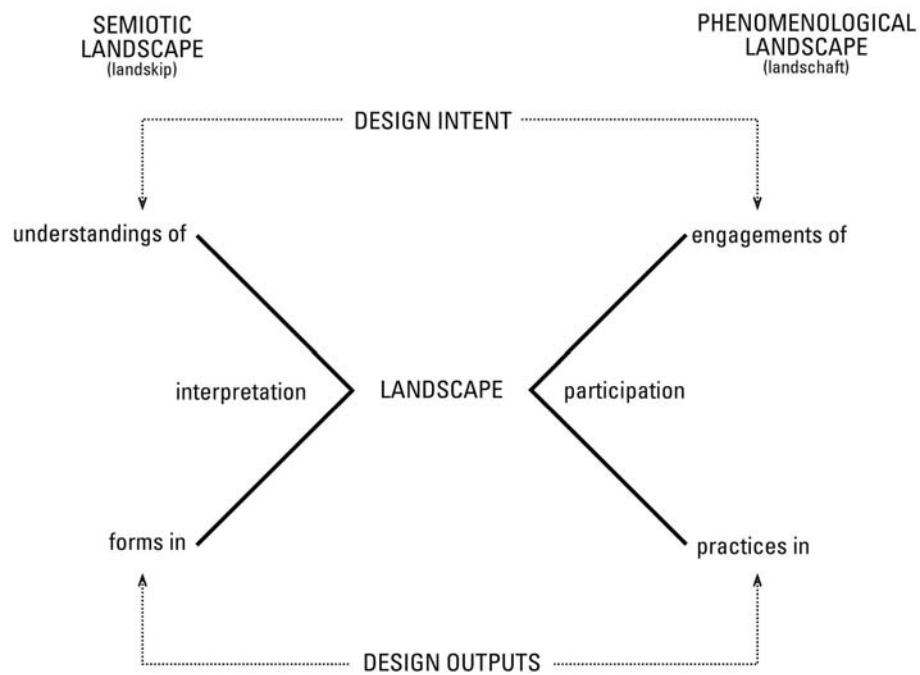 SEMIOTIC
LANDSCAPE
(landskip)
PHENOMENOLOGICAL
LANDSCAPE
(landschaft)
DESIGN INTENT
understandings of
engagements of
interpretation
LANDSCAPE
participation
forms in
practices in
DESIGN OUTPUTS